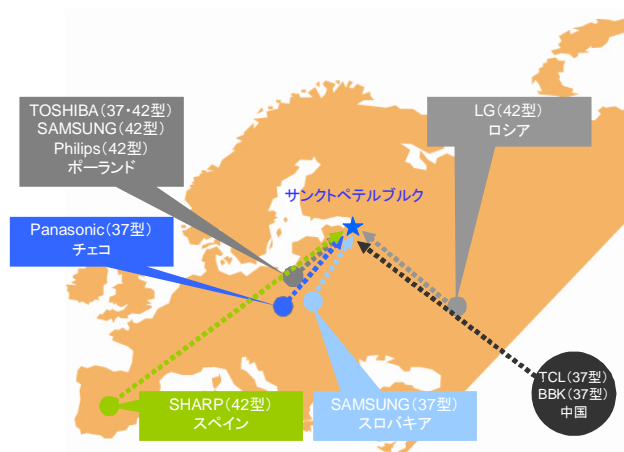 TOSHIBA(37・42型)
SAMSUNG(42型)
Philips(42型)
ポーランド
LG(42型)
ロシア
サンクトペテルブルク
Panasonic(37型)
チェコ
SHARP(42型)
スペイン
SAMSUNG(37型)
スロバキア
TCL(37型)
BBK(37型)
中国